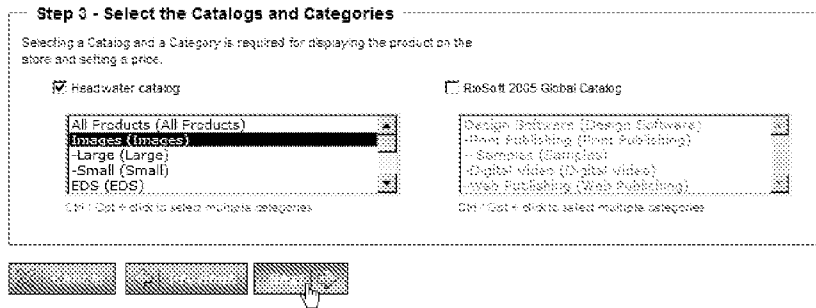 Step 3 - Select the Catalogs and Categories
Selecting a Catalog and a Category is required for displaying the product on the
store and setting a price.
Headwater catalog
RioSoft 2005 Global Catalog
All Products (All Products)
Images (Images)
-Large (Large)
-Small (Small)
EDS (EDS)
Design Software (Design Software)
-Print Publishing (Print Publishing)
-- Samples (Samples)
-Digital Video (Digital Video)
-Web Publishing (Web Publishing)
Ctrl / Opt + click to select multiple categories
Ctrl / Opt + click to select multiple categories